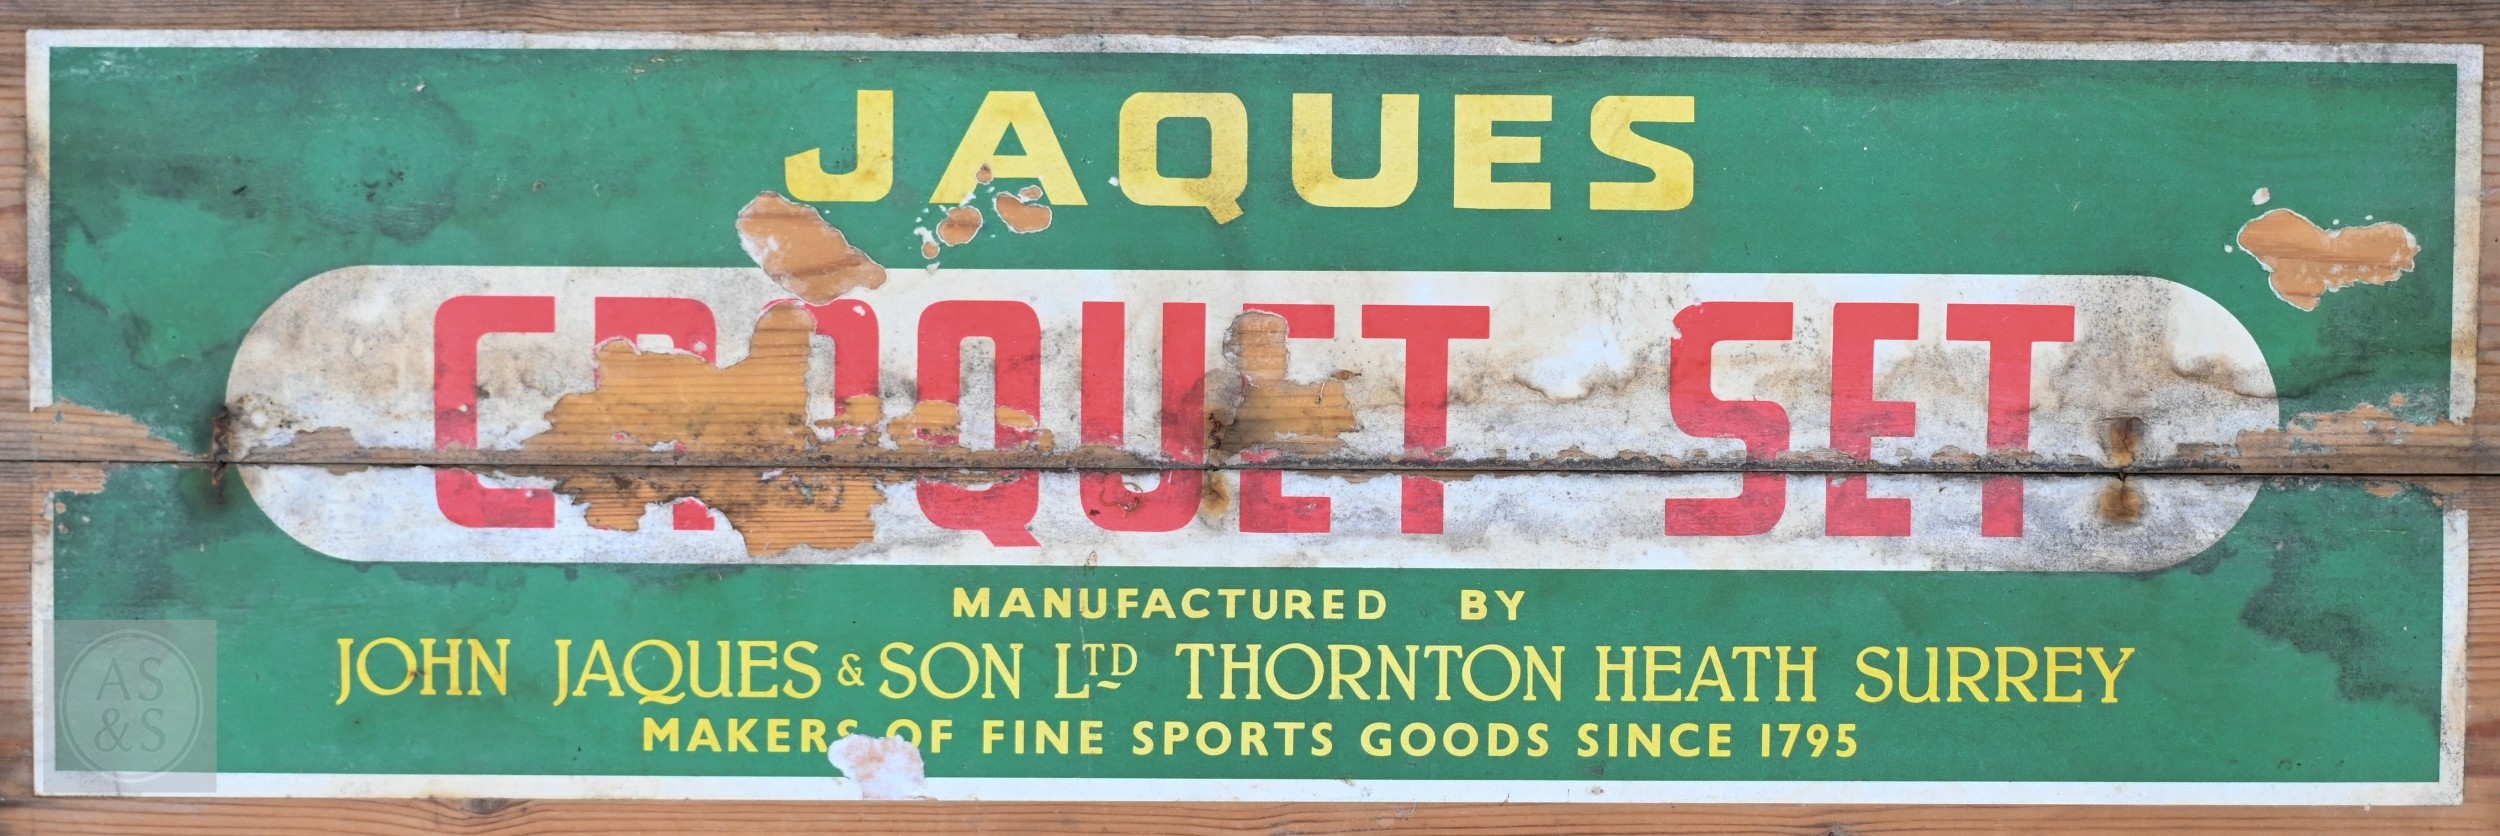 JAQUES
CROQUET SET
MANUFACTURED BY
JOHN JAQUES & SON LTD THORNTON HEATH SURREY
MAKERS OF FINE SPORTS GOODS SINCE 1795
AS
&S